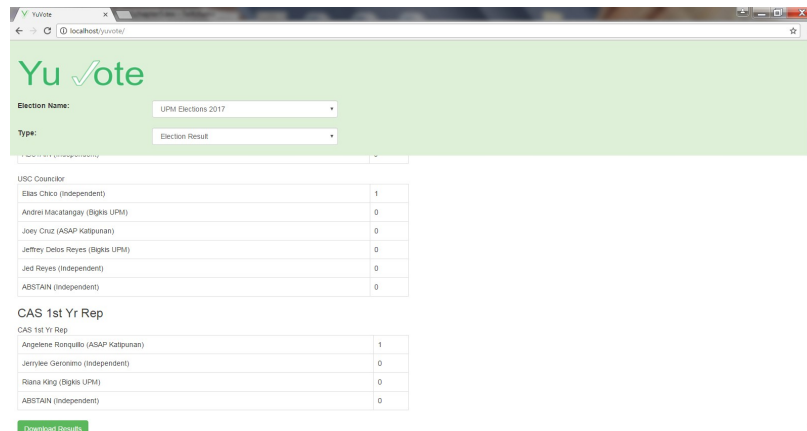 YuVote
localhost/yuvote/
Yu Vote
Election Name:
UPM Elections 2017
Type:
Election Result
USC Councilor
Elias Chico (Independent) 1
Andrei Macatangay (Bigkis UPM) 0
Joey Cruz (ASAP Katipunan) 0
Jeffrey Delos Reyes (Bigkis UPM) 0
Jed Reyes (Independent) 0
ABSTAIN (Independent) 0
CAS 1st Yr Rep
CAS 1st Yr Rep
Angelene Ronquillo (ASAP Katipunan) 1
Jerrylee Geronimo (Independent) 0
Riana King (Bigkis UPM) 0
ABSTAIN (Independent) 0
Download Results